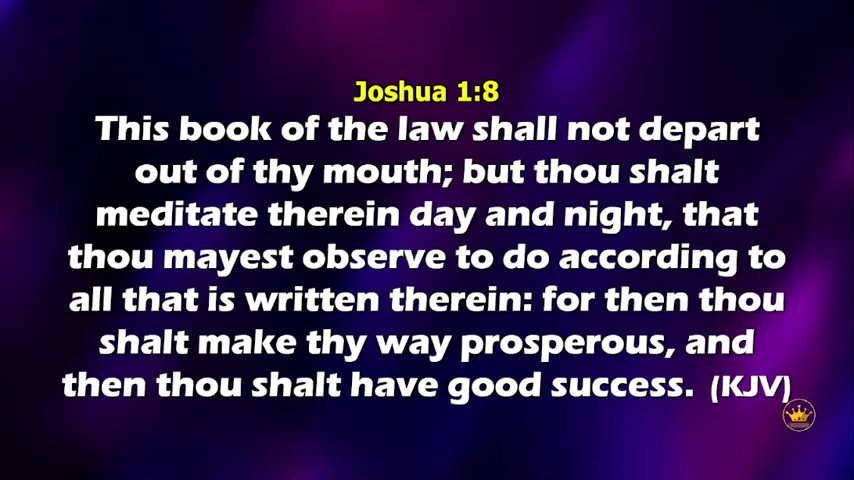 Joshua 1:8
This book of the law shall not depart
out of thy mouth; but thou shalt
meditate therein day and night, that
thou mayest observe to do according to
all that is written therein: for then thou
shalt make thy way prosperous, and
then thou shalt have good success. (KJV)